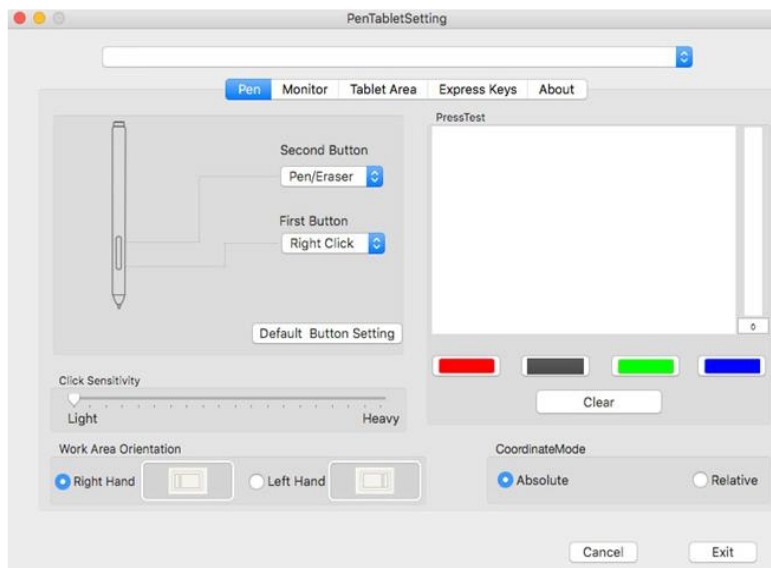 PenTabletSetting
Pen Monitor Tablet Area Express Keys About
PressTest
Second Button
Pen/Eraser
First Button
Right Click
Default Button Setting
0
Click Sensitivity
Light Heavy
Clear
Work Area Orientation
Right Hand Left Hand
CoordinateMode
Absolute Relative
Cancel Exit